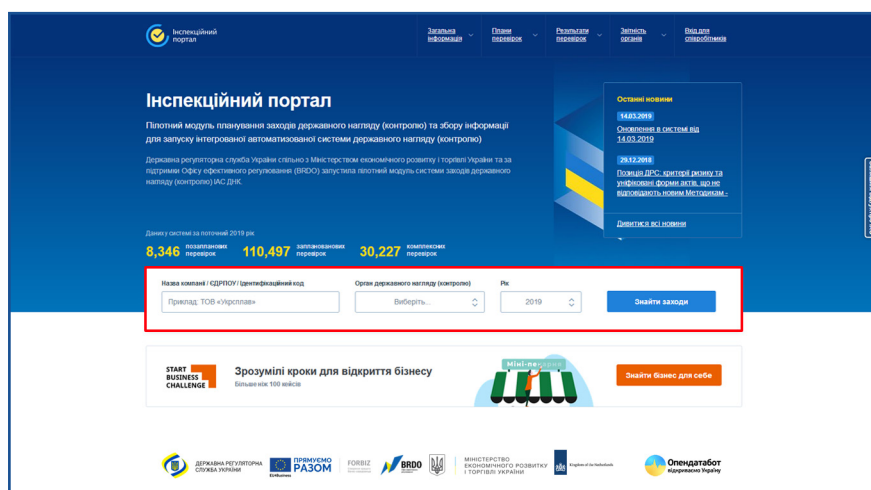 Інспекційний
портал
Загальна
інформація
Плани
перевірок
Результати
перевірок
Звітність
органів
Вхід для
співробітників
Інспекційний портал
Пілотний модуль планування заходів державного нагляду (контролю) та збору інформації
для запуску інтегрованої автоматизованої системи державного нагляду (контролю)
Державна регуляторна служба України спільно з Міністерством економічного розвитку і торгівлі України та за
підтримки Офісу ефективного регулювання (BRDO) запустила пілотний модуль системи заходів державного
нагляду (контролю) ІАС ДНК.
Останні новини
14.03.2019
Оновлення в системі від
14.03.2019
29.12.2018
Позиція ДРС: критерії ризику та
уніфіковані форми актів, що не
відповідають новим Методикам -
Дивитися всі новини
Даних у системі за поточний 2019 рік
8,346 позапланових
перевірок
110,497 запланованових
перевірок
30,227 комплексних
перевірок
Назва компанії / ЄДРПОУ / Ідентифікаційний код
Приклад: ТОВ «Укрсплав»
Орган державного нагляду (контролю)
Виберіть...
Рік
2019
Знайти заходи
START
BUSINESS
CHALLENGE
Зрозумілі кроки для відкриття бізнесу
Більше ніж 100 кейсів
Знайти бізнес для себе
ДЕРЖАВНА РЕГУЛЯТОРНА
СЛУЖБА УКРАЇНИ
ПРЯМУЄМО
РАЗОМ
EU4Business
FORBIZ
BRDO
МІНІСТЕРСТВО
ЕКОНОМІЧНОГО РОЗВИТКУ
І ТОРГІВЛІ УКРАЇНИ
Kingdom of the Netherlands
Опендатабот
відкриваємо Україну